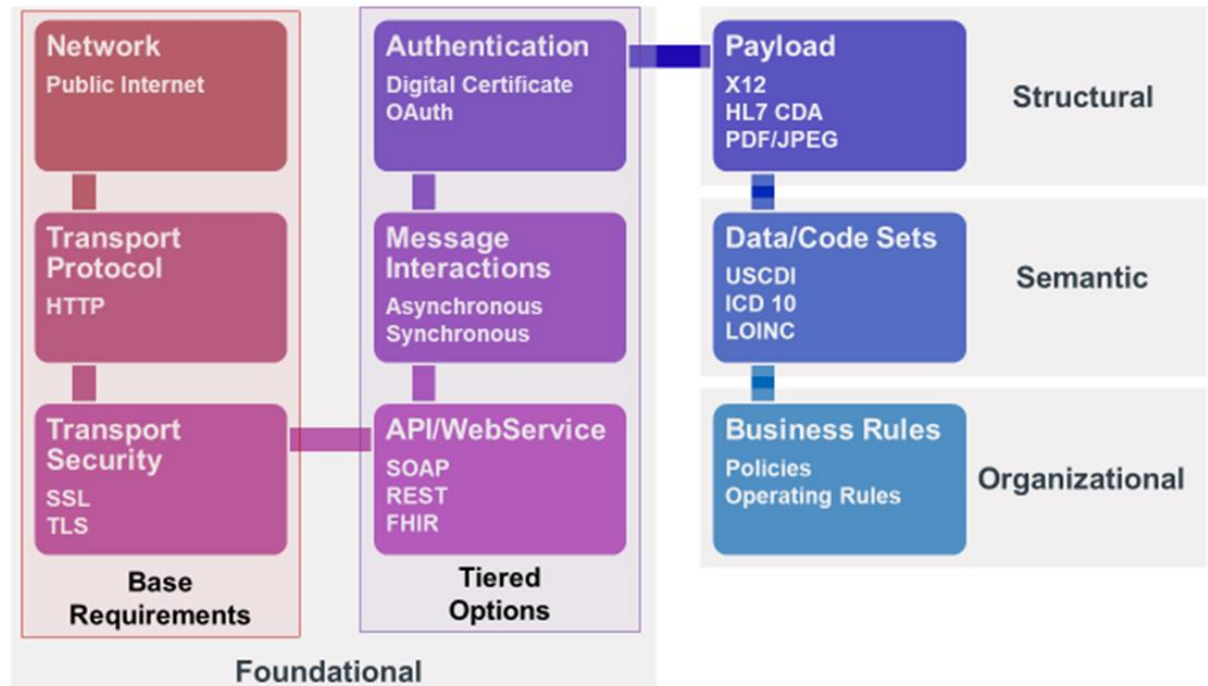 Network
Public Internet
Transport
Protocol
HTTP
Transport
Security
SSL
TLS
Base
Requirements
Authentication
Digital Certificate
OAuth
Message
Interactions
Asynchronous
Synchronous
API/WebService
SOAP
REST
FHIR
Tiered
Options
Foundational
Payload
X12
HL7 CDA
PDF/JPEG
Structural
Data/Code Sets
USCDI
ICD 10
LOINC
Semantic
Business Rules
Policies
Operating Rules
Organizational